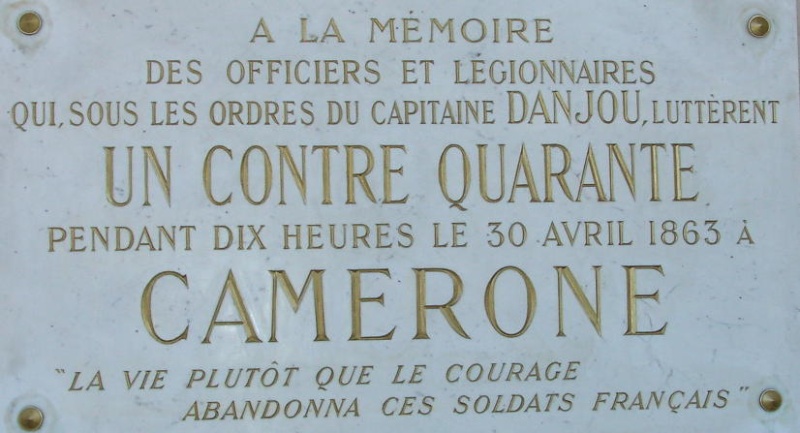 A LA MÉMOIRE
DES OFFICIERS ET LÉGIONNAIRES
QUI, SOUS LES ORDRES DU CAPITAINE DANJOU, LUTTÈRENT
UN CONTRE QUARANTE
PENDANT DIX HEURES LE 30 AVRIL 1863 À
CAMERONE
"LA VIE PLUTÔT QUE LE COURAGE
ABANDONNA CES SOLDATS FRANÇAIS"